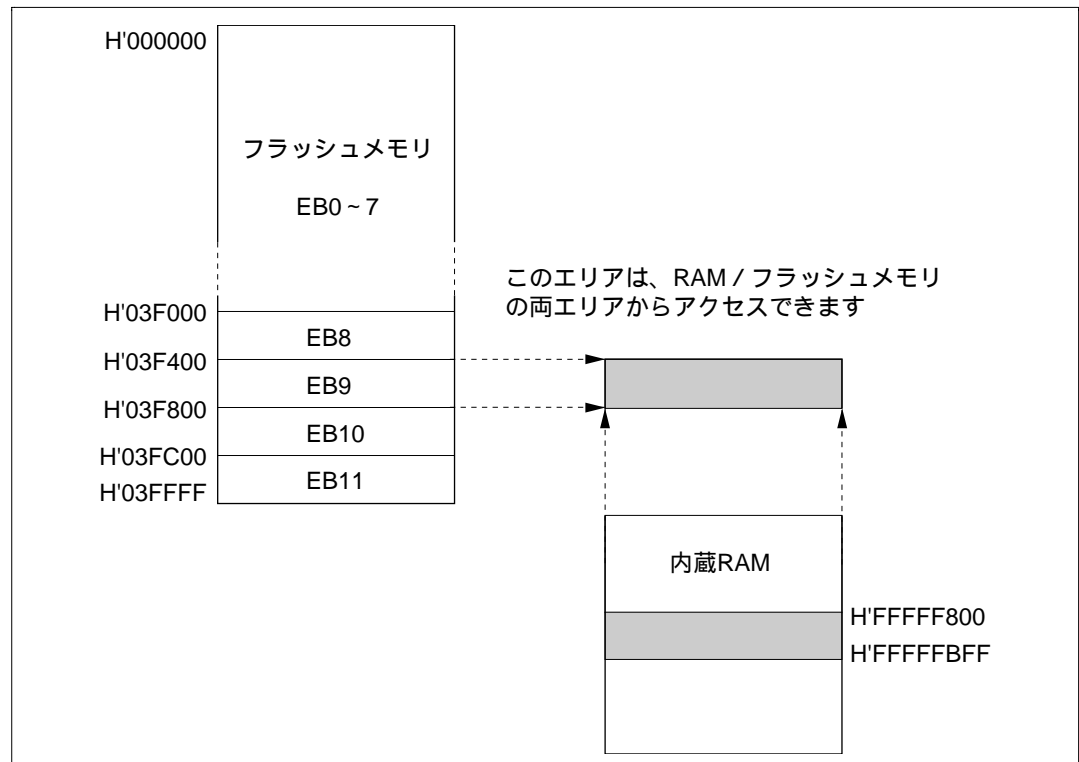 H'000000
フラッシュメモリ
EB0 ~ 7
このエリアは、RAM / フラッシュメモリ
の両エリアからアクセスできます
H'03F000
EB8
H'03F400
EB9
H'03F800
EB10
H'03FC00
EB11
H'03FFFF
内蔵RAM
H'FFFFF800
H'FFFFFBFF